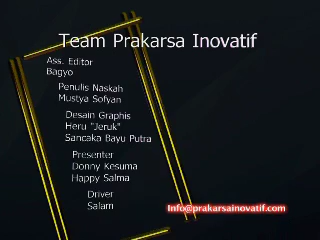 Team Prakarsa Inovatif
Ass. Editor
Bagyo
Penulis Naskah
Mustya Sofyan
Desain Graphis
Heru "Jeruk"
Sancaka Bayu Putra
Presenter
Donny Kesuma
Happy Salma
Driver
Salam
Info@prakarsainovatif.com